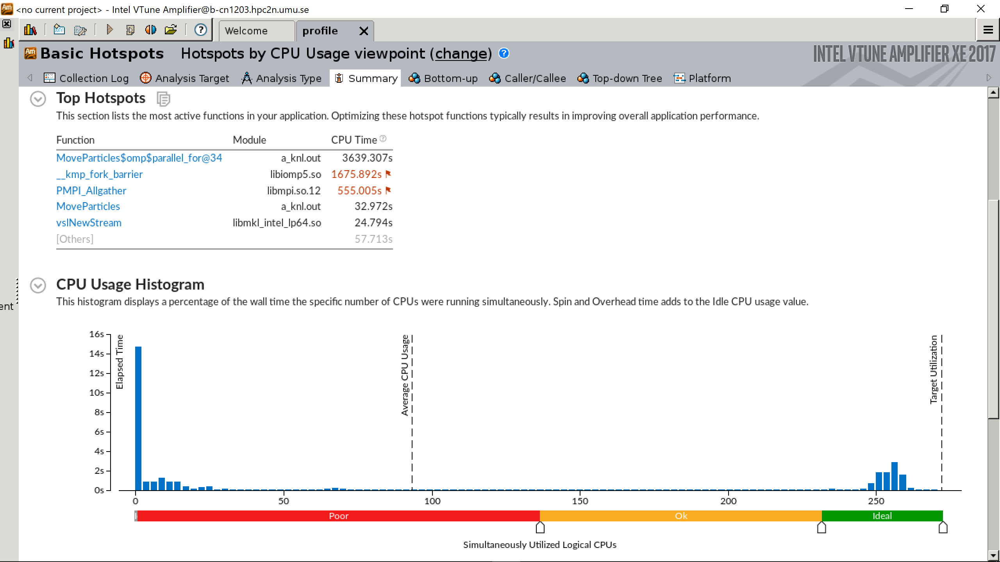 <no current project> - Intel VTune Amplifier@b-cn1203.hpc2n.umu.se
Welcome
profile
Basic Hotspots Hotspots by CPU Usage viewpoint (change)
INTEL VTUNE AMPLIFIER XE 2017
Collection Log Analysis Target Analysis Type Summary Bottom-up Caller/Callee Top-down Tree Platform
Top Hotspots
This section lists the most active functions in your application. Optimizing these hotspot functions typically results in improving overall application performance.
Function Module CPU Time
MoveParticles$omp$parallel_for@34 a_knl.out 3639.307s
__kmp_fork_barrier libiomp5.so 1675.892s
PMPI_Allgather libmpi.so.12 555.005s
MoveParticles a_knl.out 32.972s
vslNewStream libmkl_intel_lp64.so 24.794s
[Others] 57.713s
CPU Usage Histogram
This histogram displays a percentage of the wall time the specific number of CPUs were running simultaneously. Spin and Overhead time adds to the Idle CPU usage value.
ent
16s
14s
12s
10s
8s
6s
4s
2s
0s
Elapsed Time
Average CPU Usage
Target Utilization
0 50 100 150 200 250
Poor Ok Ideal
Simultaneously Utilized Logical CPUs